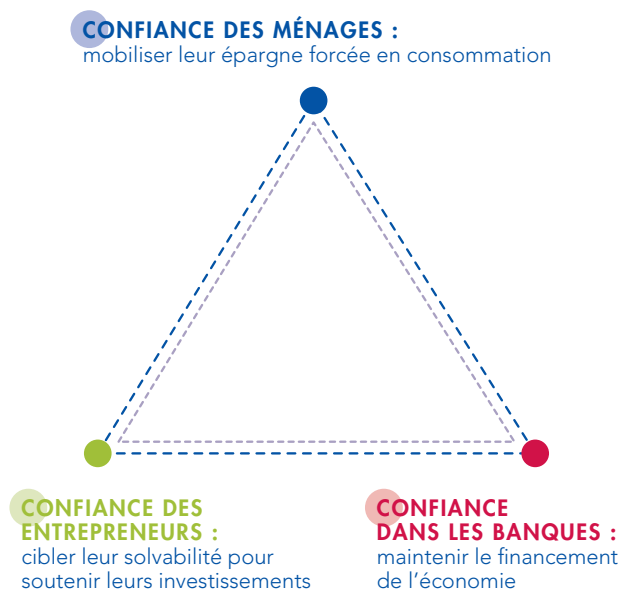 CONFIANCE DES MÉNAGES :
mobiliser leur épargne forcée en consommation
CONFIANCE DES
ENTREPRENEURS :
cibler leur solvabilité pour
soutenir leurs investissements
CONFIANCE
DANS LES BANQUES :
maintenir le financement
de l'économie